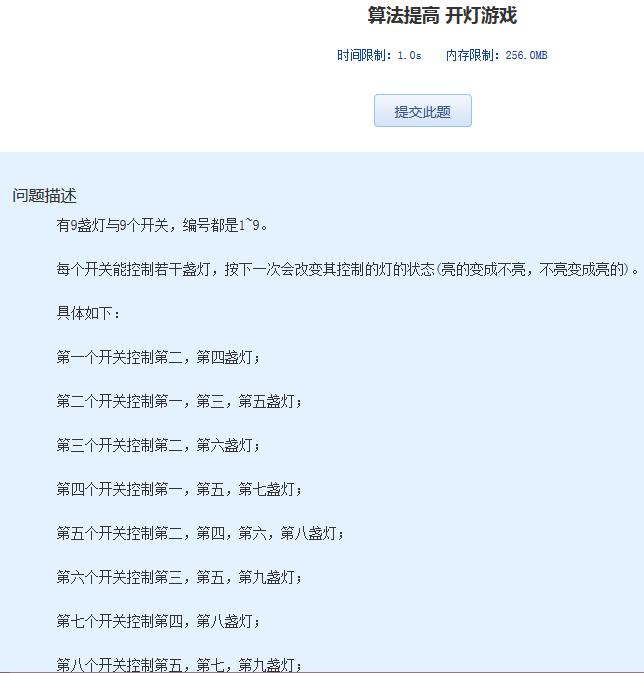 算法提高 开灯游戏
时间限制：1.0s 内存限制：256.0MB
提交此题
问题描述
有9盏灯与9个开关，编号都是1~9。
每个开关能控制若干盏灯，按下一次会改变其控制的灯的状态(亮的变成不亮，不亮变成亮的)。
具体如下：
第一个开关控制第二，第四盏灯；
第二个开关控制第一，第三，第五盏灯；
第三个开关控制第二，第六盏灯；
第四个开关控制第一，第五，第七盏灯；
第五个开关控制第二，第四，第六，第八盏灯；
第六个开关控制第三，第五，第九盏灯；
第七个开关控制第四，第八盏灯；
第八个开关控制第五，第七，第九盏灯；